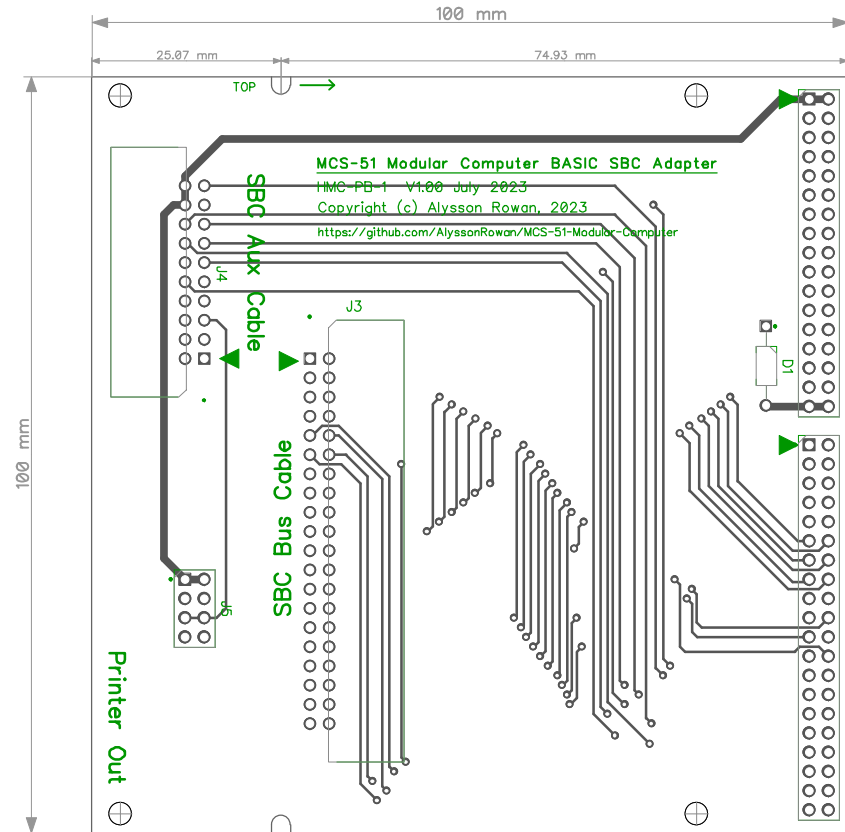 100 mm
25.07 mm
74.93 mm
TOP
MCS-51 Modular Computer BASIC SBC Adapter
HMC-PB-1 V1.00 July 2023
Copyright (c) Alysson Rowan, 2023
https://github.com/AlyssonRowan/MCS-51-Modular-Computer
SBC Aux Cable
J4
J3
D1
100 mm
SBC Bus Cable
J5
Printer Out